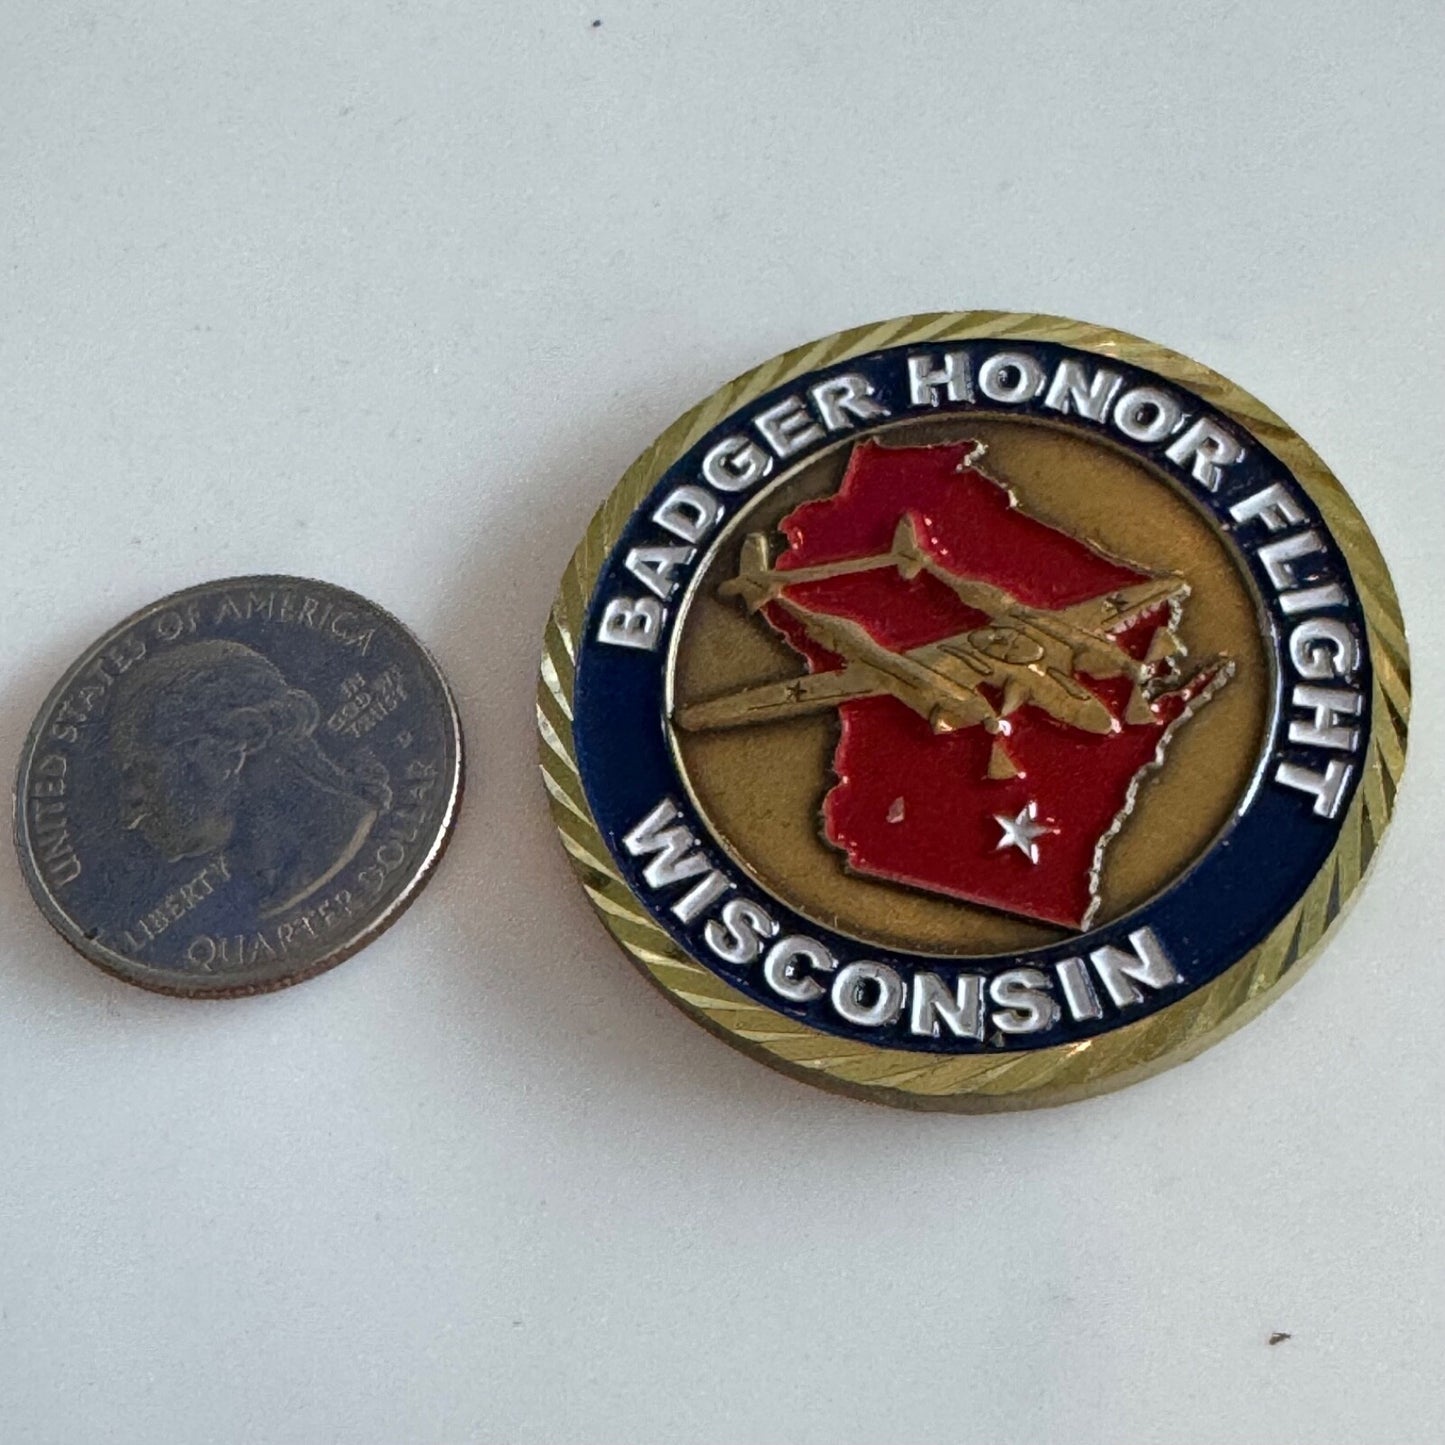 UNITED STATES OF AMERICA
IN
GOD WE
TRUST
LIBERTY
QUARTER DOLLAR
BADGER HONOR FLIGHT
WISCONSIN